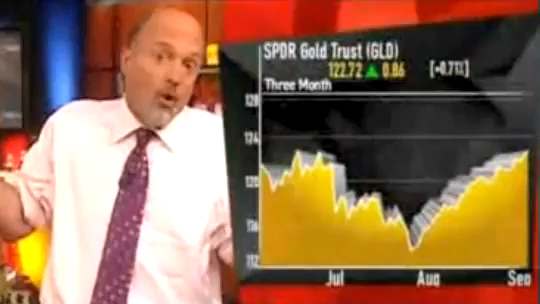 SPDR Gold Trust (GLD)
122.72 ▲ 0.86 [+0.71%]
Three Month
128
124
120
116
112
Jul Aug Sep